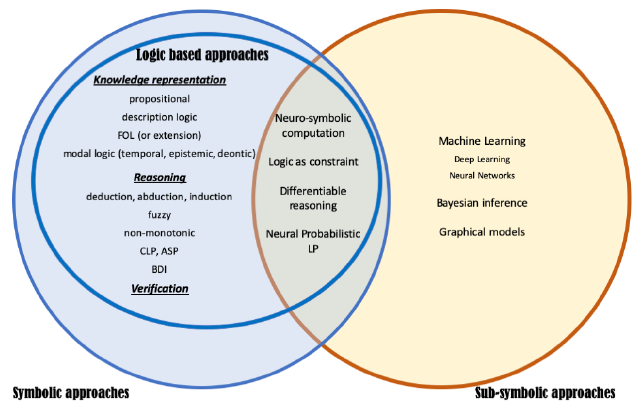 Logic based approaches
Knowledge representation
propositional
description logic
FOL (or extension)
modal logic (temporal, epistemic, deontic)
Reasoning
deduction, abduction, induction
fuzzy
non-monotonic
CLP, ASP
BDI
Verification
Neuro-symbolic
computation
Logic as constraint
Differentiable
reasoning
Neural Probabilistic
LP
Machine Learning
Deep Learning
Neural Networks
Bayesian inference
Graphical models
Symbolic approaches
Sub-symbolic approaches